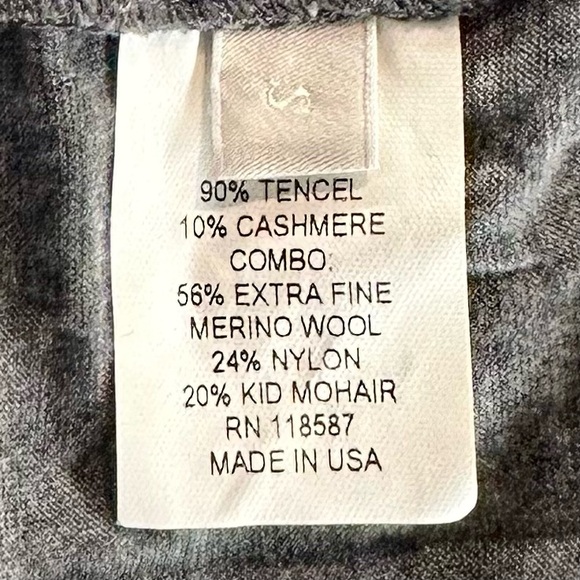 S
90% TENCEL
10% CASHMERE
COMBO.
56% EXTRA FINE
MERINO WOOL
24% NYLON
20% KID MOHAIR
RN 118587
MADE IN USA